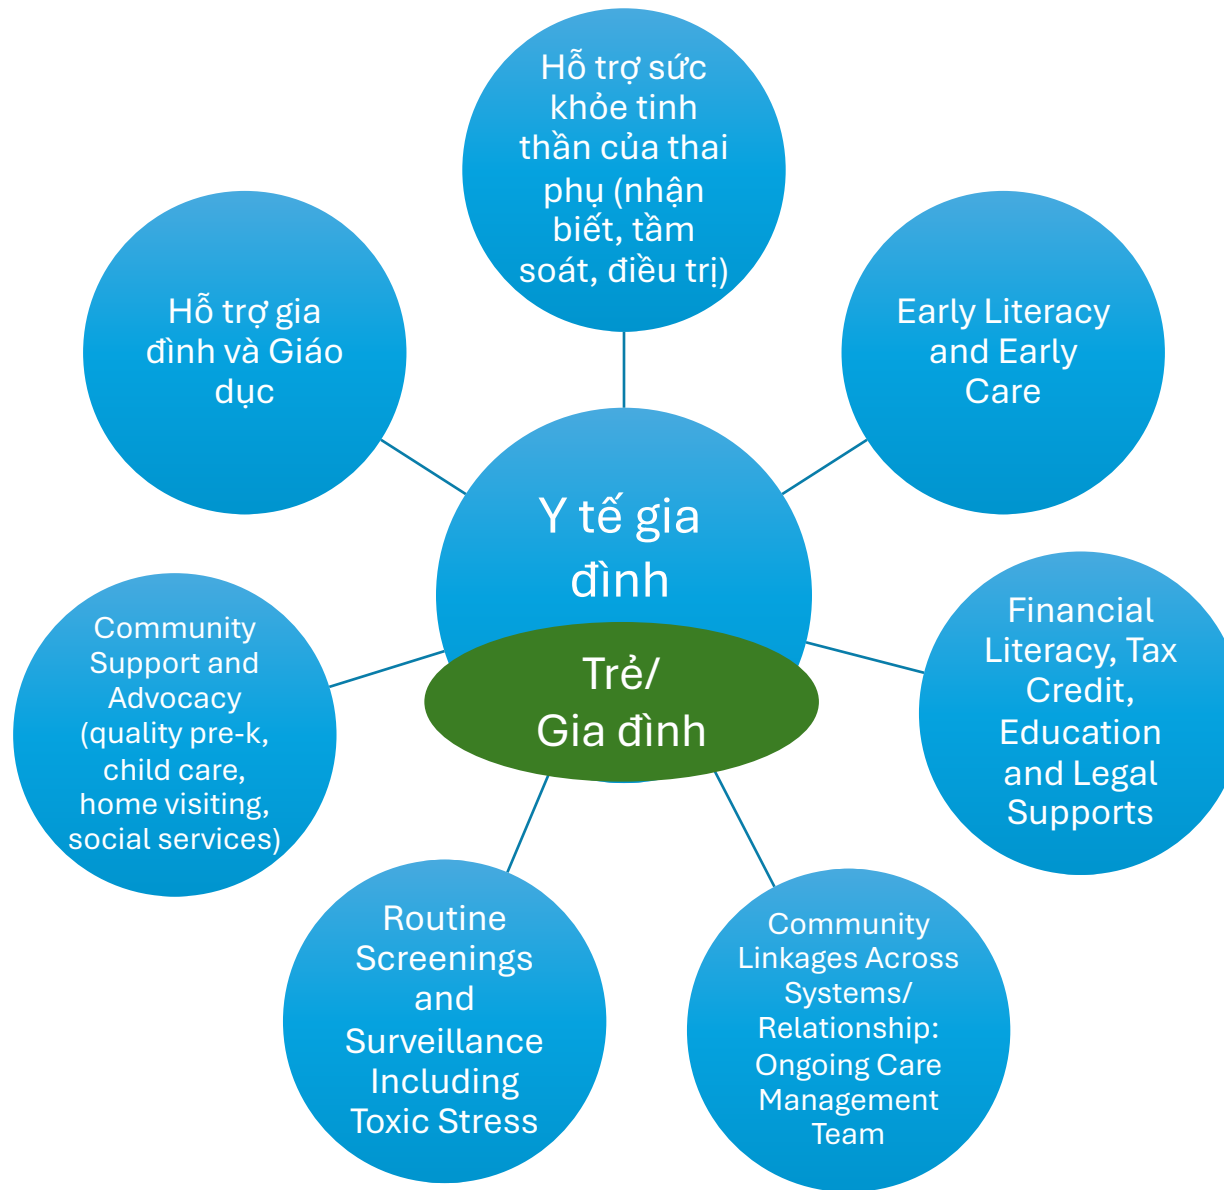 Hỗ trợ sức
khỏe tinh
thần của thai
phụ (nhận
biết, tầm
soát, điều trị)
Hỗ trợ gia
đình và Giáo
dục
Early Literacy
and Early
Care
Y tế gia
đình
Trẻ/
Gia đình
Community
Support and
Advocacy
(quality pre-k,
child care,
home visiting,
social services)
Financial
Literacy, Tax
Credit,
Education
and Legal
Supports
Routine
Screenings
and
Surveillance
Including
Toxic Stress
Community
Linkages Across
Systems/
Relationship:
Ongoing Care
Management
Team